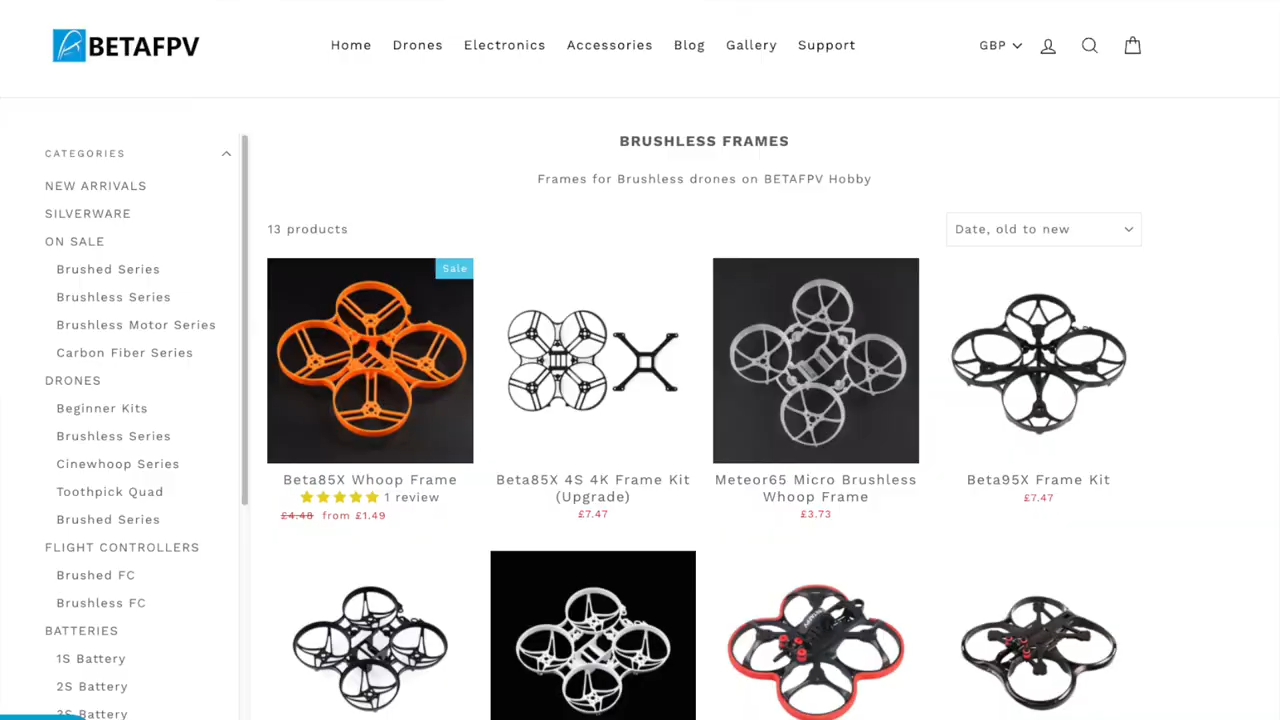 BETAFPV
Home Drones Electronics Accessories Blog Gallery Support
GBP
CATEGORIES
NEW ARRIVALS
SILVERWARE
ON SALE
Brushed Series
Brushless Series
Brushless Motor Series
Carbon Fiber Series
DRONES
Beginner Kits
Brushless Series
Cinewhoop Series
Toothpick Quad
Brushed Series
FLIGHT CONTROLLERS
Brushed FC
Brushless FC
BATTERIES
1S Battery
2S Battery
3S Battery
BRUSHLESS FRAMES
Frames for Brushless drones on BETAFPV Hobby
13 products
Date, old to new
Sale
Beta85X Whoop Frame
1 review
£4.48 from £1.49
Beta85X 4S 4K Frame Kit
(Upgrade)
£7.47
Meteor65 Micro Brushless
Whoop Frame
£3.73
Beta95X Frame Kit
£7.47